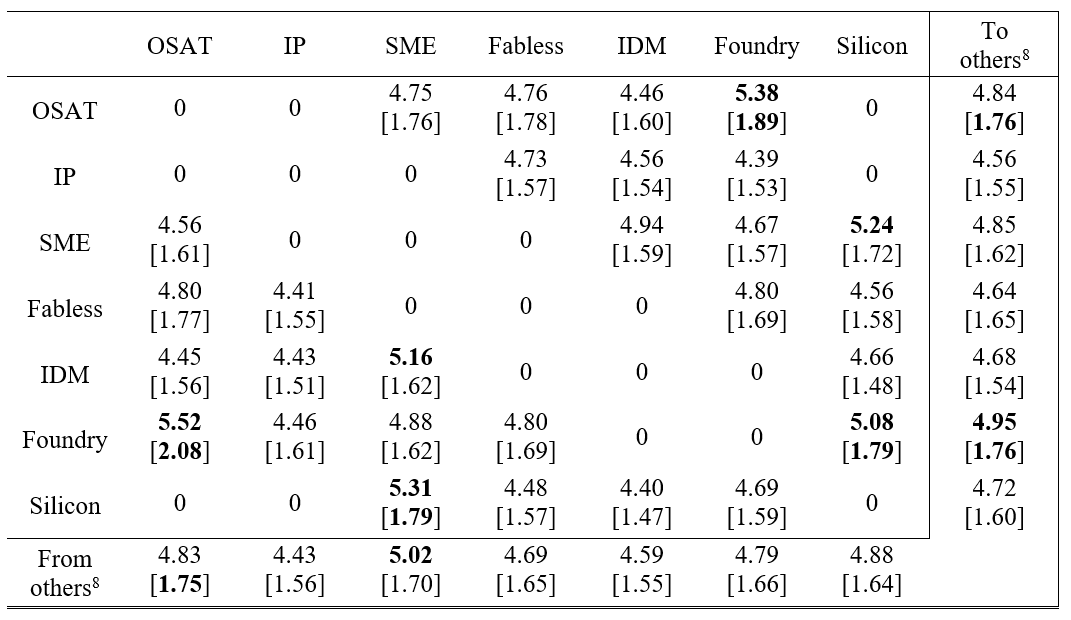 OSAT IP SME Fabless IDM Foundry Silicon To others⁸
OSAT 0 0 4.75 4.76 4.46 5.38 0 4.84
[1.76] [1.78] [1.60] [1.89] [1.76]
IP 0 0 0 4.73 4.56 4.39 0 4.56
[1.57] [1.54] [1.53] [1.55]
SME 4.56 0 0 0 4.94 4.67 5.24 4.85
[1.61] [1.59] [1.57] [1.72] [1.62]
Fabless 4.80 4.41 0 0 0 4.80 4.56 4.64
[1.77] [1.55] [1.69] [1.58] [1.65]
IDM 4.45 4.43 5.16 0 0 0 4.66 4.68
[1.56] [1.51] [1.62] [1.48] [1.54]
Foundry 5.52 4.46 4.88 4.80 0 0 5.08 4.95
[2.08] [1.61] [1.62] [1.69] [1.79] [1.76]
Silicon 0 0 5.31 4.48 4.40 4.69 0 4.72
[1.79] [1.57] [1.47] [1.59] [1.60]
From others⁸ 4.83 4.43 5.02 4.69 4.59 4.79 4.88
[1.75] [1.56] [1.70] [1.65] [1.55] [1.66] [1.64]